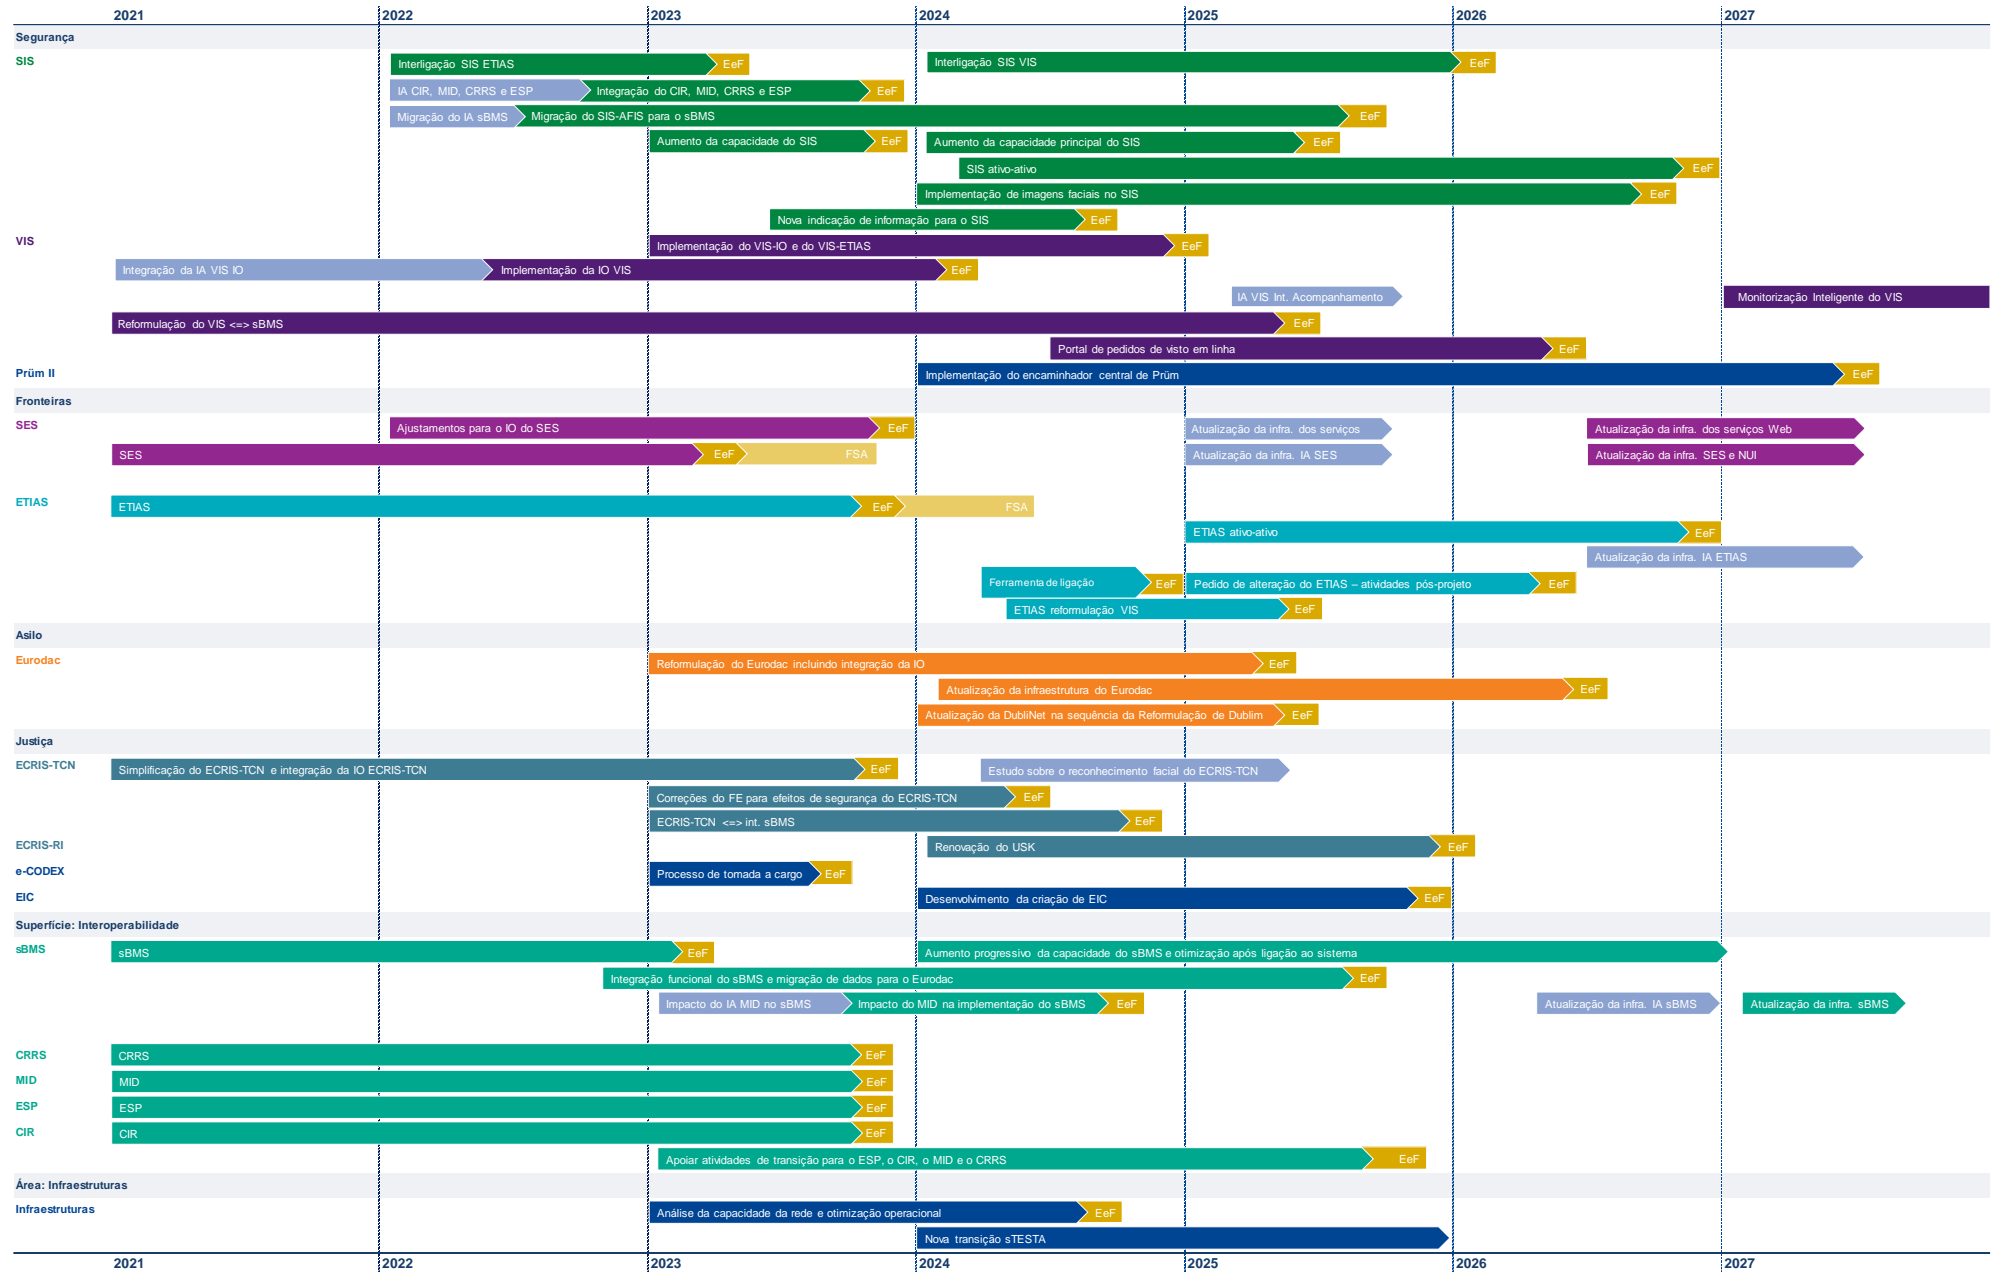 2021 2022 2023 2024 2025 2026 2027
Segurança
SIS
Interligação SIS ETIAS EeF
Interligação SIS VIS EeF
IA CIR, MID, CRRS e ESP Integração do CIR, MID, CRRS e ESP EeF
Migração do IA sBMS Migração do SIS-AFIS para o sBMS EeF
Aumento da capacidade do SIS EeF
Aumento da capacidade principal do SIS EeF
SIS ativo-ativo EeF
Implementação de imagens faciais no SIS EeF
Nova indicação de informação para o SIS EeF
VIS
Implementação do VIS-IO e do VIS-ETIAS EeF
Integração da IA VIS IO Implementação da IO VIS EeF
IA VIS Int. Acompanhamento
Monitorização Inteligente do VIS
Reformulação do VIS <=> sBMS EeF
Portal de pedidos de visto em linha EeF
Prüm II
Implementação do encaminhador central de Prüm EeF
Fronteiras
SES
Ajustamentos para o IO do SES EeF
Atualização da infra. dos serviços
Atualização da infra. dos serviços Web
SES EeF FSA
Atualização da infra. IA SES
Atualização da infra. SES e NUI
ETIAS
ETIAS EeF FSA
ETIAS ativo-ativo EeF
Atualização da infra. IA ETIAS
Ferramenta de ligação EeF
Pedido de alteração do ETIAS – atividades pós-projeto EeF
ETIAS reformulação VIS EeF
Asilo
Eurodac
Reformulação do Eurodac incluindo integração da IO EeF
Atualização da infraestrutura do Eurodac EeF
Atualização da DubliNet na sequência da Reformulação de Dublim EeF
Justiça
ECRIS-TCN
Simplificação do ECRIS-TCN e integração da IO ECRIS-TCN EeF
Estudo sobre o reconhecimento facial do ECRIS-TCN
Correções do FE para efeitos de segurança do ECRIS-TCN EeF
ECRIS-TCN <=> int. sBMS EeF
ECRIS-RI
Renovação do USK EeF
e-CODEX
Processo de tomada a cargo EeF
EIC
Desenvolvimento da criação de EIC EeF
Superfície: Interoperabilidade
sBMS
sBMS EeF
Aumento progressivo da capacidade do sBMS e otimização após ligação ao sistema
Integração funcional do sBMS e migração de dados para o Eurodac EeF
Impacto do IA MID no sBMS Impacto do MID na implementação do sBMS EeF
Atualização da infra. IA sBMS
Atualização da infra. sBMS
CRRS
CRRS EeF
MID
MID EeF
ESP
ESP EeF
CIR
CIR EeF
Apoiar atividades de transição para o ESP, o CIR, o MID e o CRRS EeF
Área: Infraestruturas
Infraestruturas
Análise da capacidade da rede e otimização operacional EeF
Nova transição sTESTA
2021 2022 2023 2024 2025 2026 2027